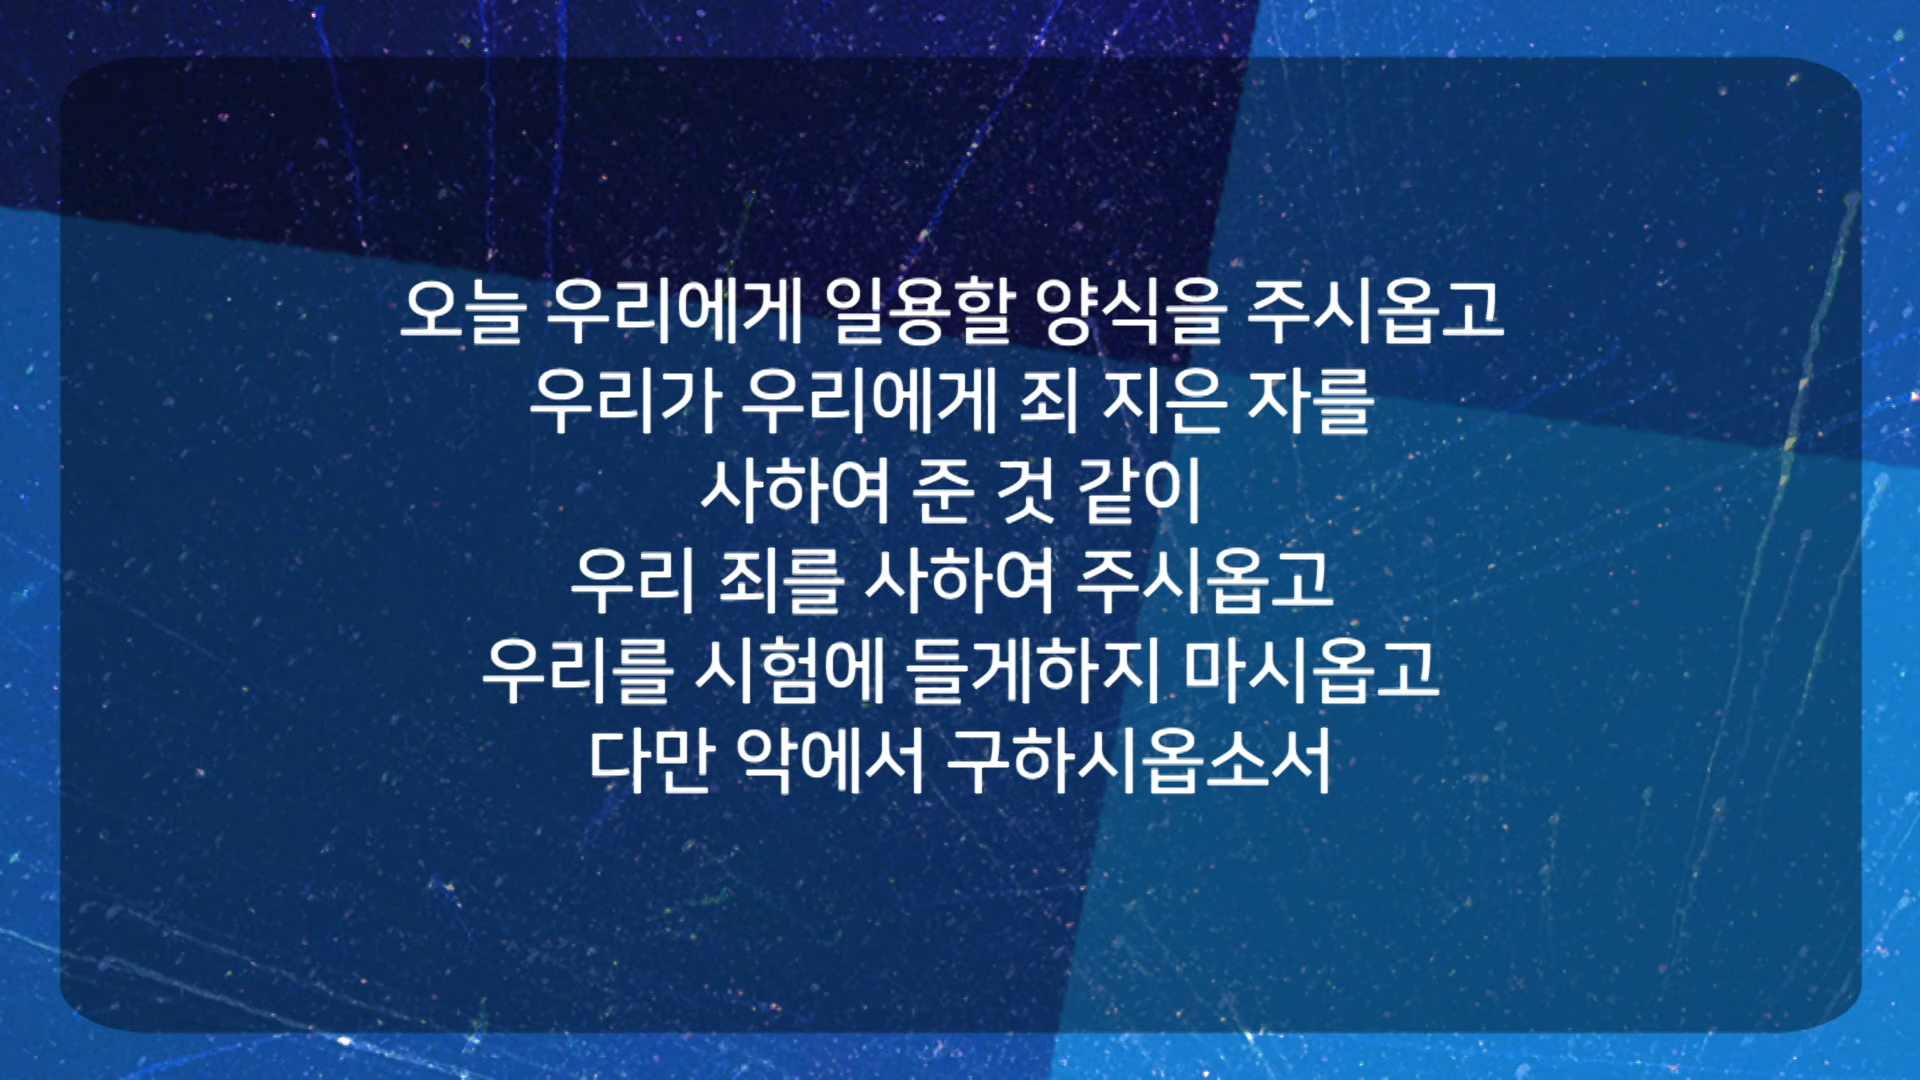 오늘 우리에게 일용할 양식을 주시옵고
우리가 우리에게 죄 지은 자를
사하여 준 것 같이
우리 죄를 사하여 주시옵고
우리를 시험에 들게하지 마시옵고
다만 악에서 구하시옵소서